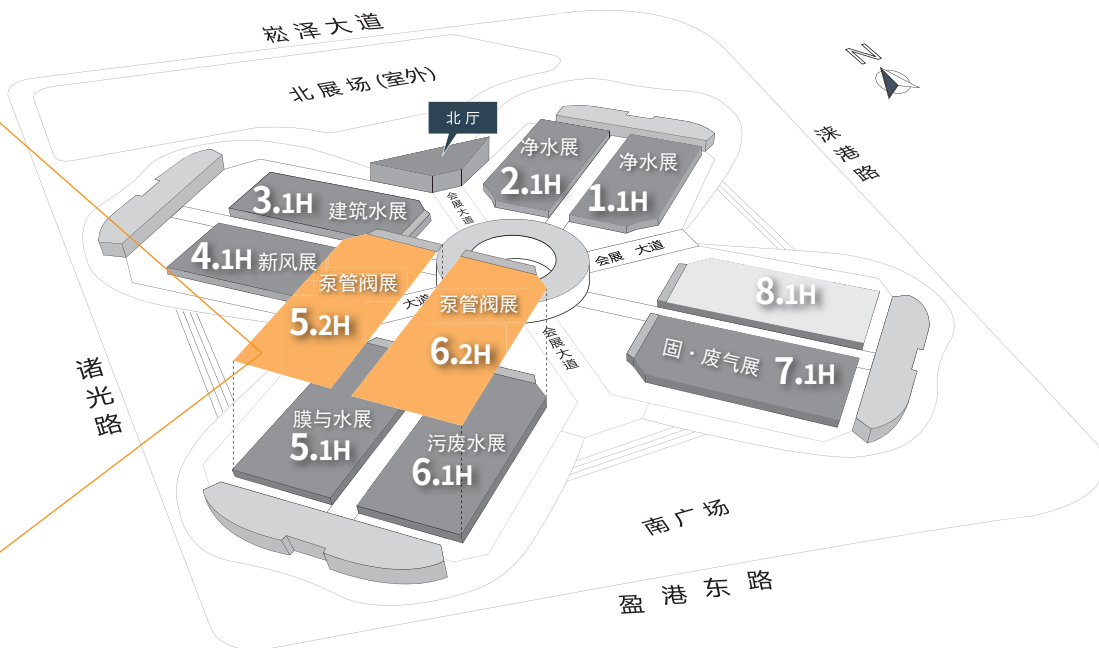 崧泽大道
北展场(室外)
N
北厅
涞港路
净水展
2.1H
净水展
1.1H
会展大道
3.1H 建筑水展
4.1H 新风展
会展 大道
泵管阀展
5.2H
大道
泵管阀展
6.2H
8.1H
会展大道
固·废气展 7.1H
诸光路
膜与水展
5.1H
污废水展
6.1H
南广场
盈港东路